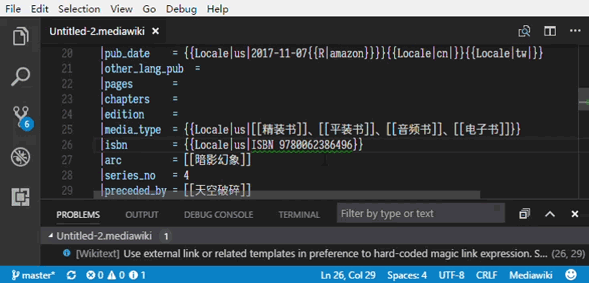 File Edit Selection View Go Debug Help
Untitled-2.mediawiki
20 |pub_date = {{Locale|us|2017-11-07{{R|amazon}}}}{{Locale|cn|}}{{Locale|tw|}}
21 |other_lang_pub =
22 |pages =
23 |chapters =
24 |edition =
25 |media_type = {{Locale|us|[[精装书]]、[[平装书]]、[[音频书]]、[[电子书]]}}
26 |isbn = {{Locale|us|ISBN 9780062386496}}
27 |arc = [[暗影幻象]]
28 |series_no = 4
29 |preceded_by = [[天空破碎]]
PROBLEMS OUTPUT DEBUG CONSOLE TERMINAL Filter by type or text
Untitled-2.mediawiki 1
[Wikitext] Use external link or related templates in preference to hard-coded magic link expression. S... (26, 29)
6
master* 0 0 1 Ln 26, Col 29 Spaces: 4 UTF-8 CRLF Mediawiki